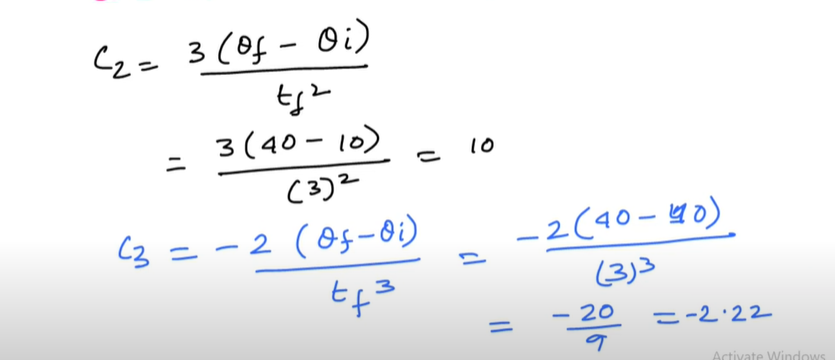 C₂ = 3(θf − θi) / tf²
= 3(40 − 10) / (3)² = 10
C₃ = −2(θf−θi) / tf³ = −2(40−10) / (3)³
= −20/9 = −2.22
Activate Windows